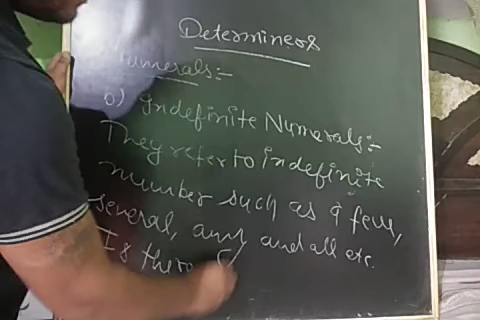 Determiners
Numerals:-
b) Indefinite Numerals:-
They refer to indefinite
number such as a few,
several, any and all etc.
Is there